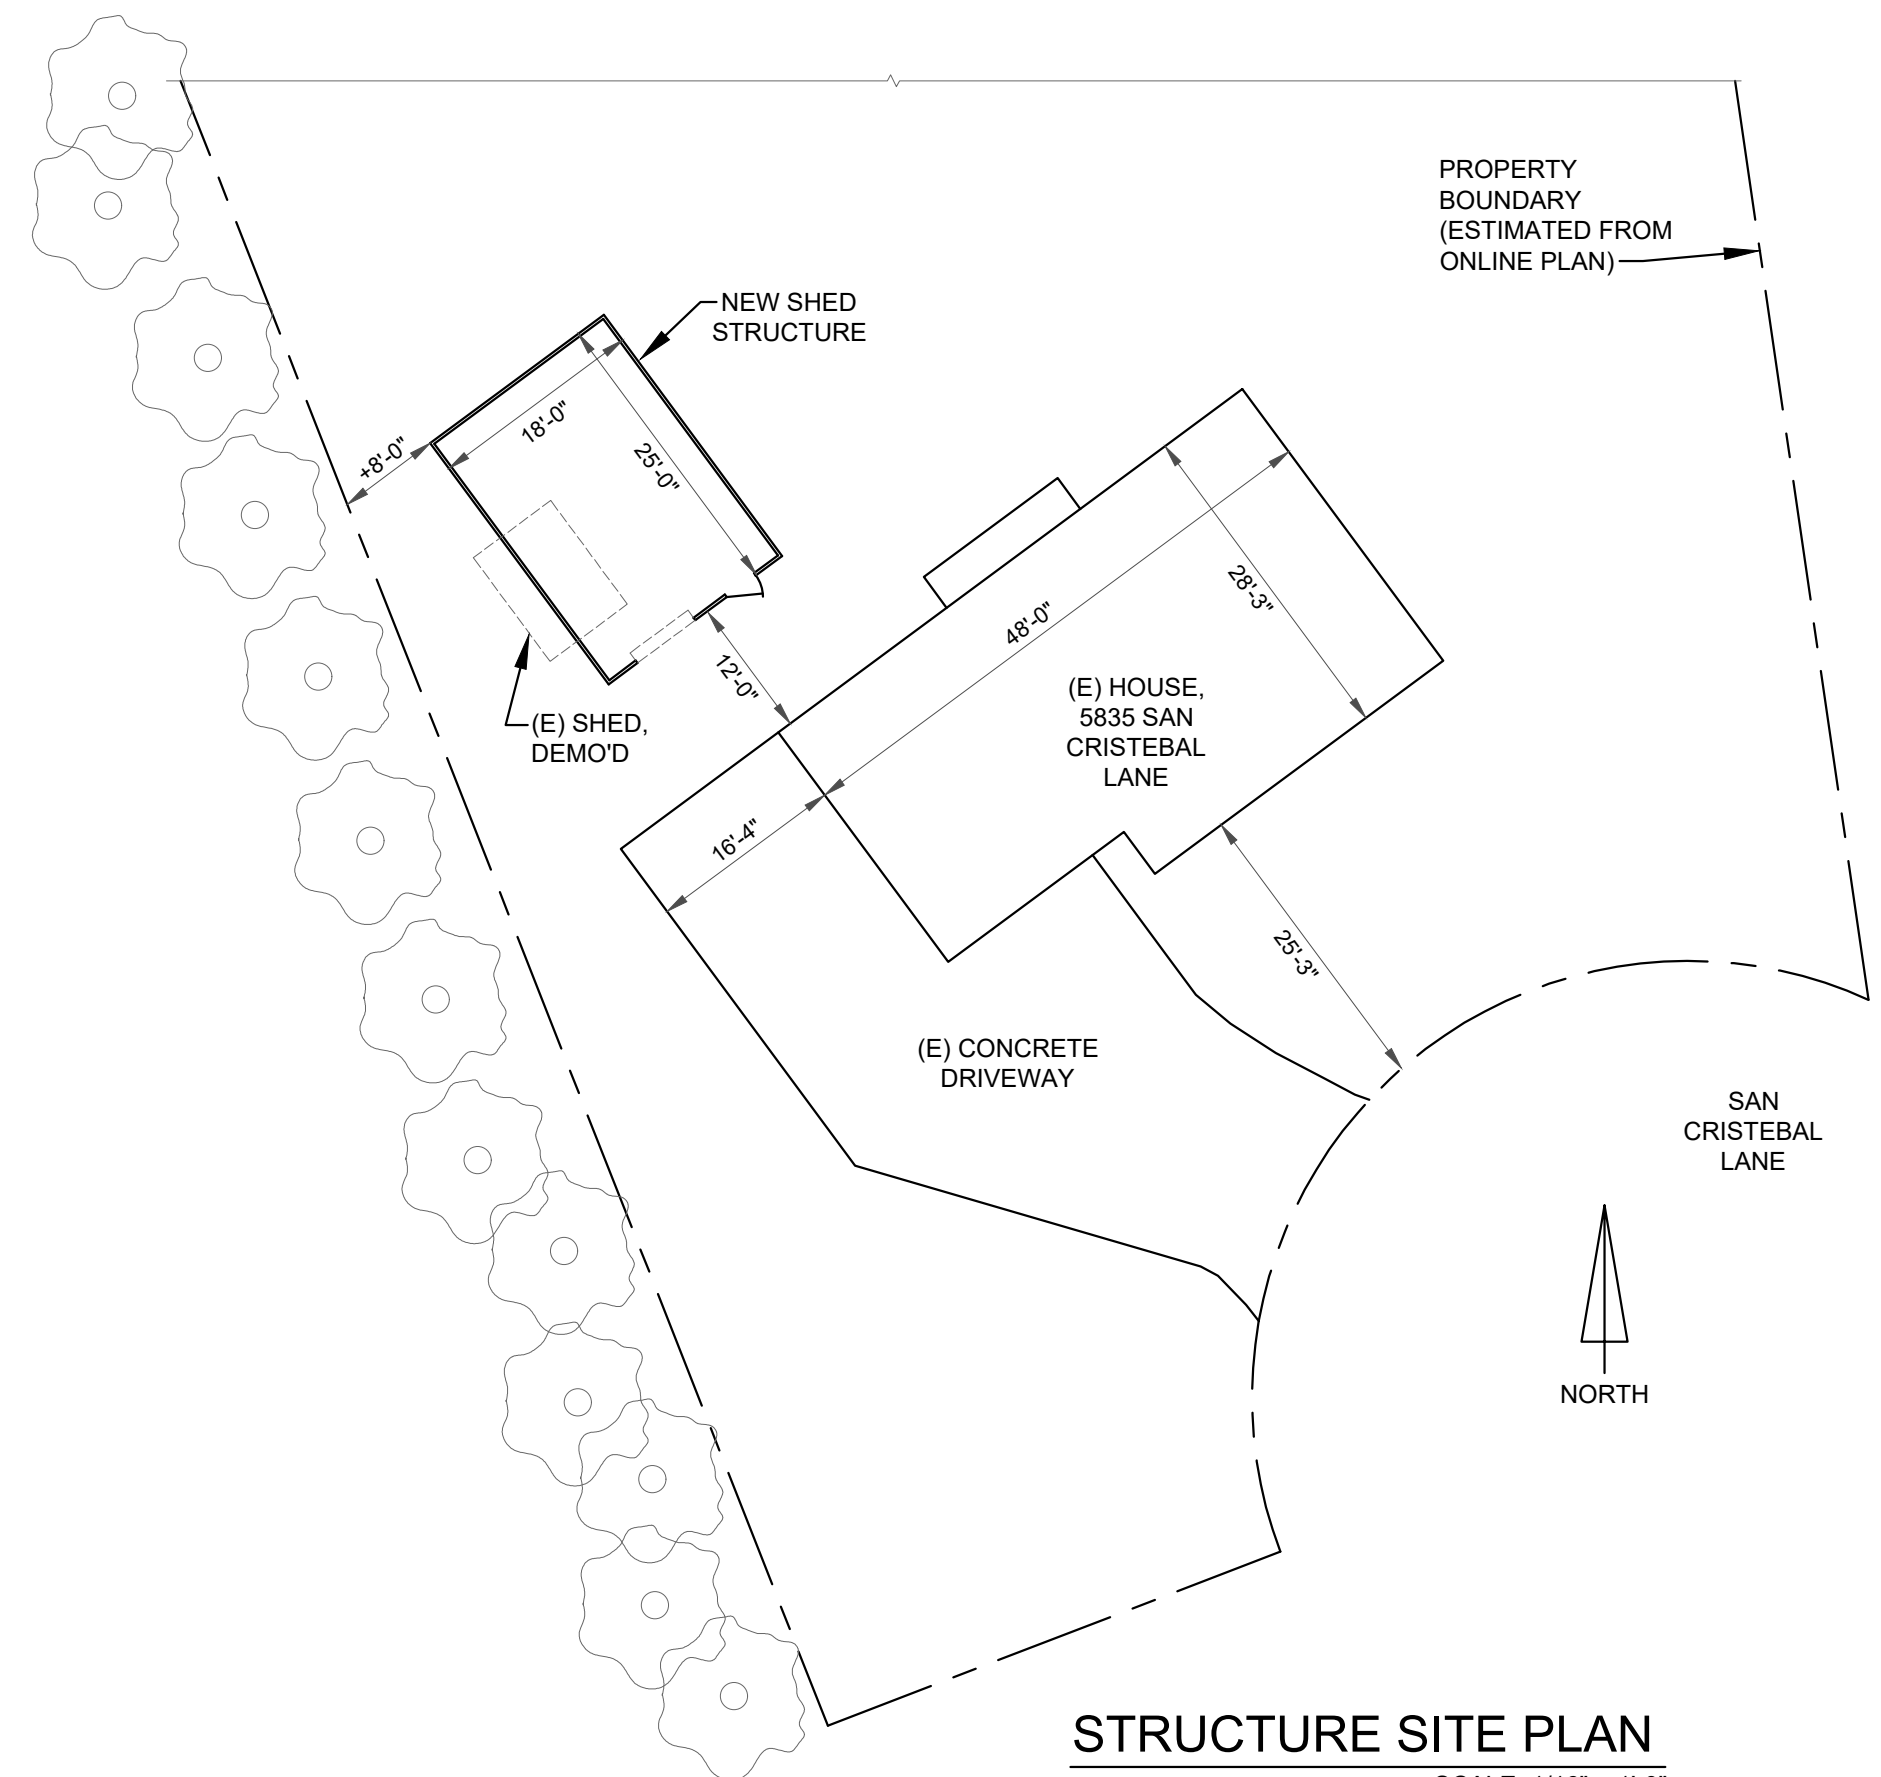 PROPERTY
BOUNDARY
(ESTIMATED FROM
ONLINE PLAN)
NEW SHED
STRUCTURE
18'-0"
+8'-0"
25'-0"
28'-3"
48'-0"
12'-0"
(E) HOUSE,
5835 SAN
CRISTEBAL
LANE
(E) SHED,
DEMO'D
16'-4"
25'-3"
(E) CONCRETE
DRIVEWAY
SAN
CRISTEBAL
LANE
NORTH
STRUCTURE SITE PLAN